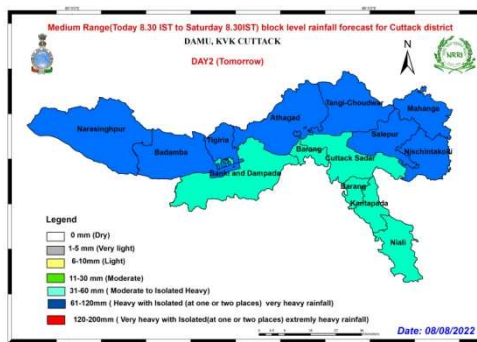 Medium Range(Today 8.30 IST to Saturday 8.30IST) block level rainfall forecast for Cuttack district
DAMU, KVK CUTTACK
DAY2 (Tomorrow)
NRRI
N
Tangi-Choudwar
Mahanga
Athagad
Narasinghpur
Salepur
Tigiria
Badamba
Barang
Nischintakoili
Cuttack Sadar
Banki and Dampada
Barang
Kantapada
Niali
Legend
0 mm (Dry)
1-5 mm (Very light)
6-10mm (Light)
11-30 mm (Moderate)
31-60 mm ( Moderate to Isolated Heavy)
61-120mm ( Heavy with Isolated (at one or two places) very heavy rainfall)
120-200mm ( Very heavy with Isolated(at one or two places) extremly heavy rainfall)
Date: 08/08/2022